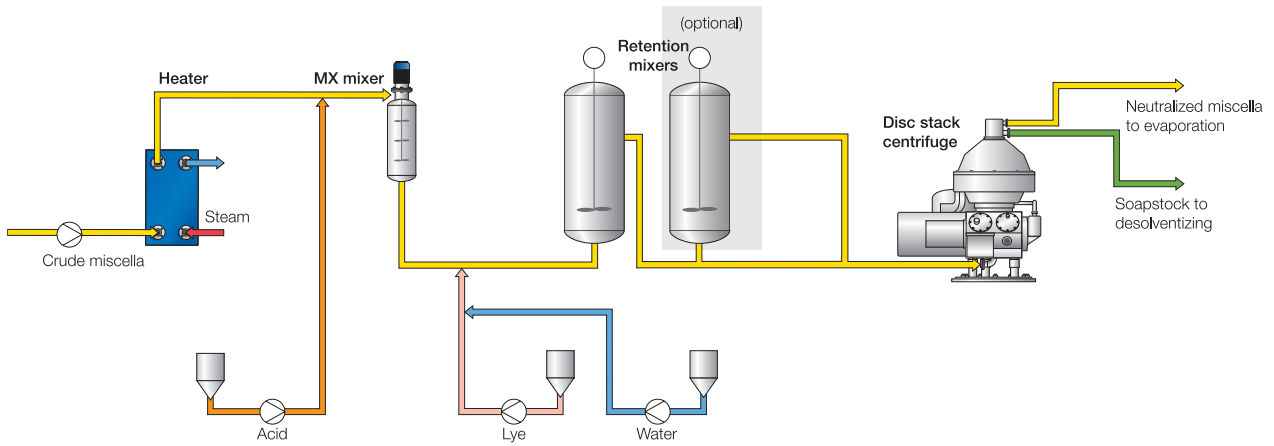 (optional)
Retention
mixers
Heater
MX mixer
Disc stack
centrifuge
Neutralized miscella
to evaporation
Steam
Soapstock to
desolventizing
Crude miscella
Acid
Lye
Water